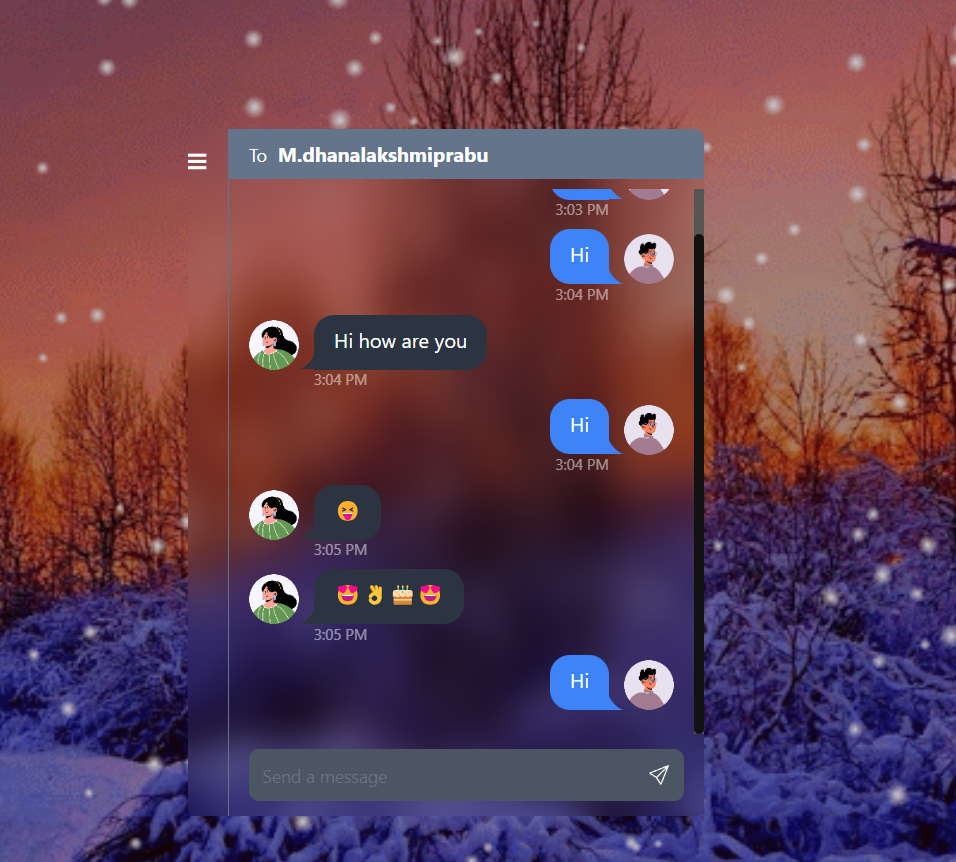 To M.dhanalakshmiprabu
3:03 PM
Hi
3:04 PM
Hi how are you
3:04 PM
Hi
3:04 PM
😝
3:05 PM
😍👌🎂😍
3:05 PM
Hi
Send a message